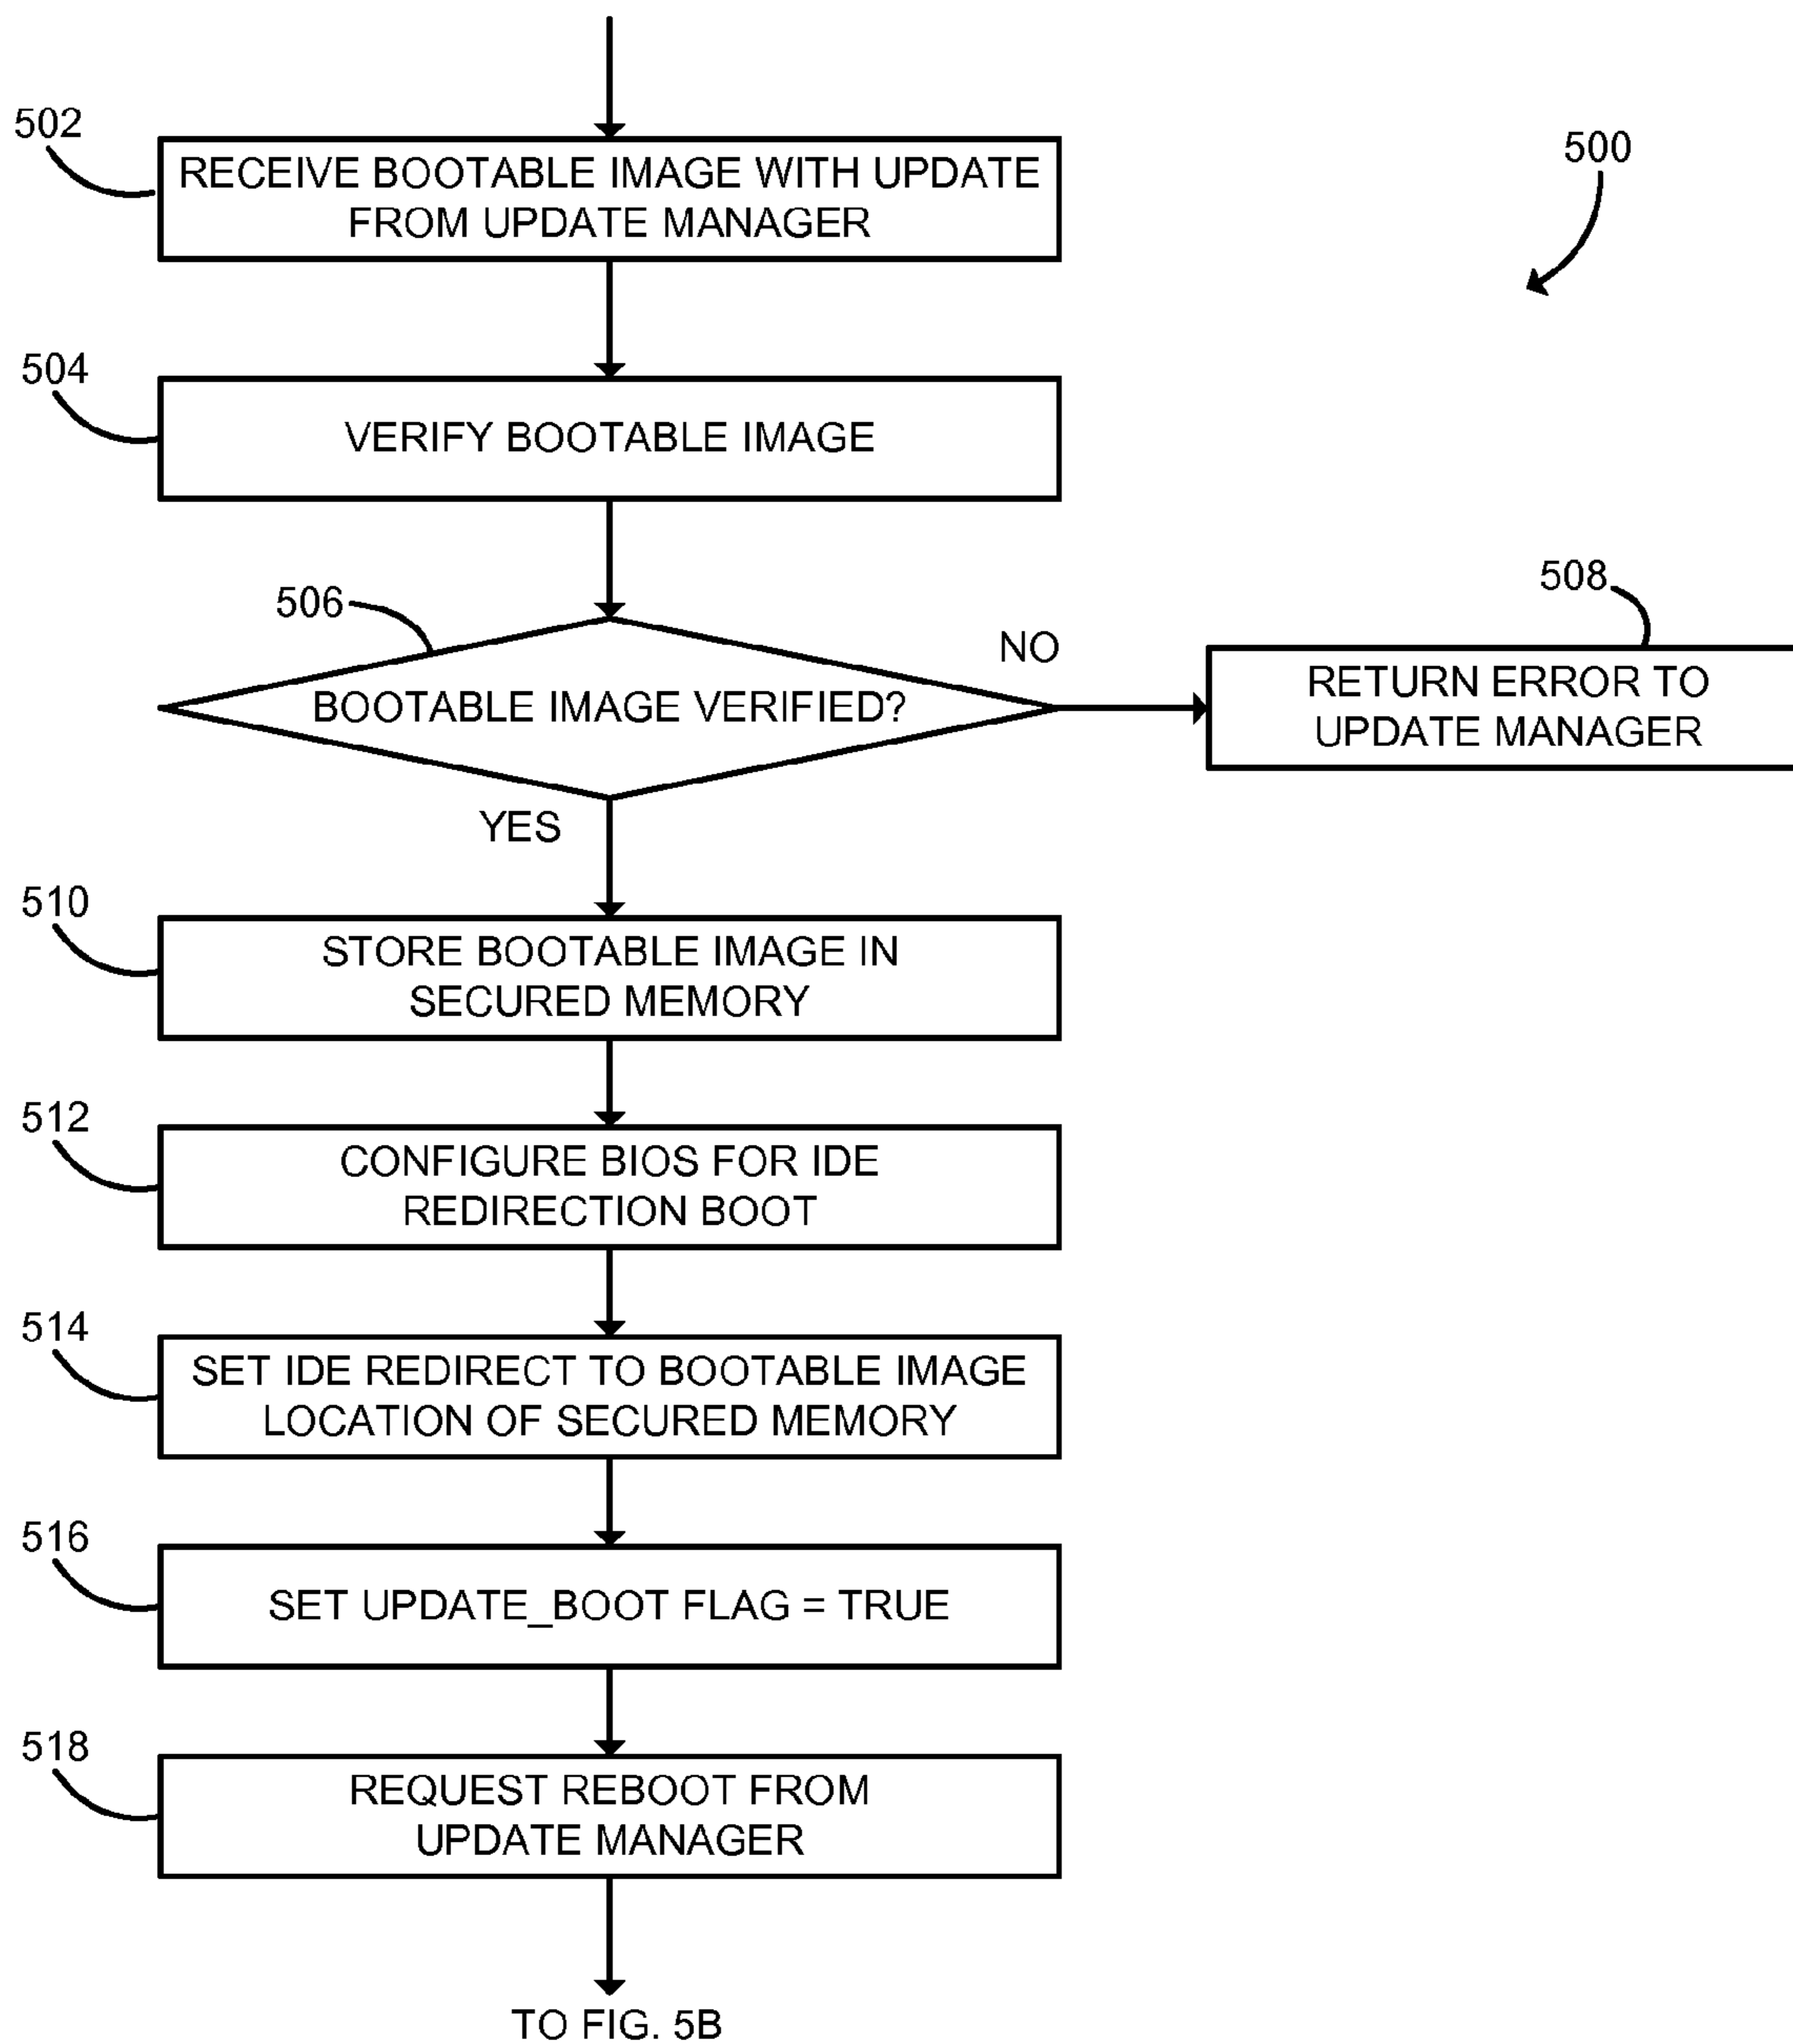 502
RECEIVE BOOTABLE IMAGE WITH UPDATE
FROM UPDATE MANAGER
500
504
VERIFY BOOTABLE IMAGE
506
BOOTABLE IMAGE VERIFIED?
NO
508
RETURN ERROR TO
UPDATE MANAGER
YES
510
STORE BOOTABLE IMAGE IN
SECURED MEMORY
512
CONFIGURE BIOS FOR IDE
REDIRECTION BOOT
514
SET IDE REDIRECT TO BOOTABLE IMAGE
LOCATION OF SECURED MEMORY
516
SET UPDATE_BOOT FLAG = TRUE
518
REQUEST REBOOT FROM
UPDATE MANAGER
TO FIG. 5B